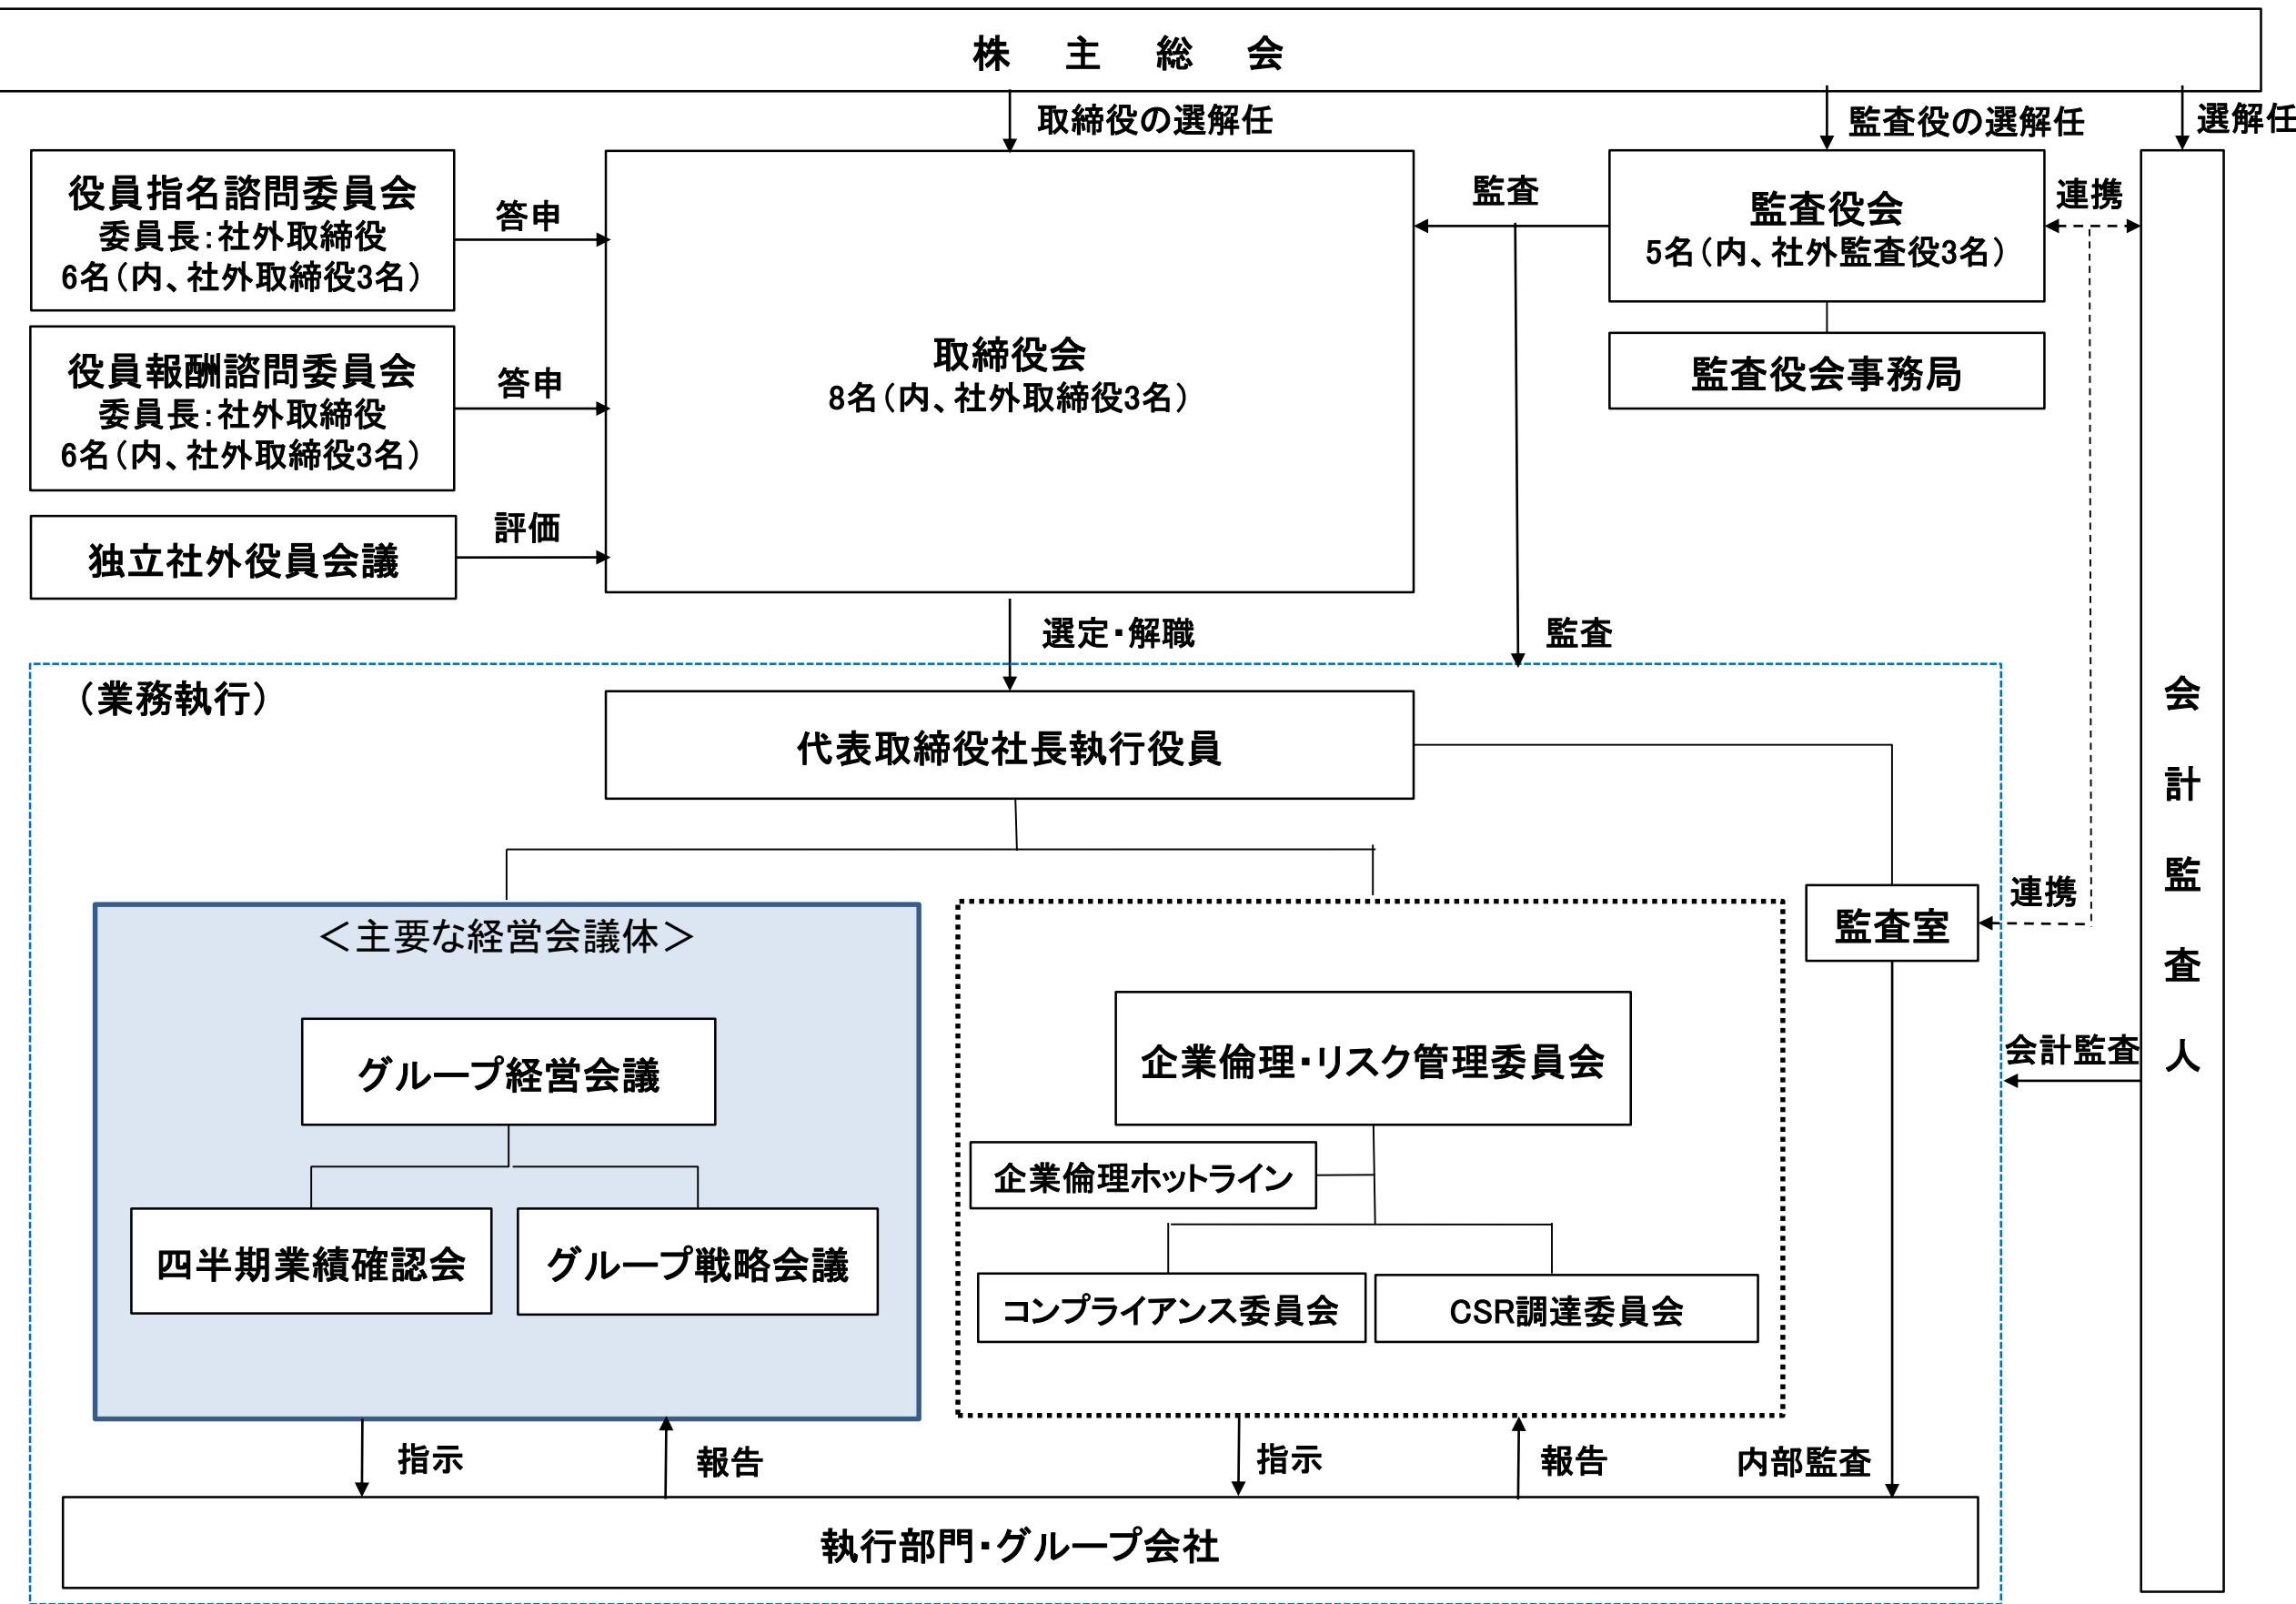 株主総会
取締役の選解任
監査役の選解任
選解任
役員指名諮問委員会
委員長：社外取締役
6名（内、社外取締役3名）
答申
役員報酬諮問委員会
委員長：社外取締役
6名（内、社外取締役3名）
答申
独立社外役員会議
評価
取締役会
8名（内、社外取締役3名）
監査
監査役会
5名（内、社外監査役3名）
連携
監査役会事務局
選定・解職
監査
会計監査人
（業務執行）
代表取締役社長執行役員
＜主要な経営会議体＞
グループ経営会議
四半期業績確認会
グループ戦略会議
企業倫理・リスク管理委員会
企業倫理ホットライン
コンプライアンス委員会
CSR調達委員会
監査室
連携
会計監査
指示
報告
指示
報告
内部監査
執行部門・グループ会社